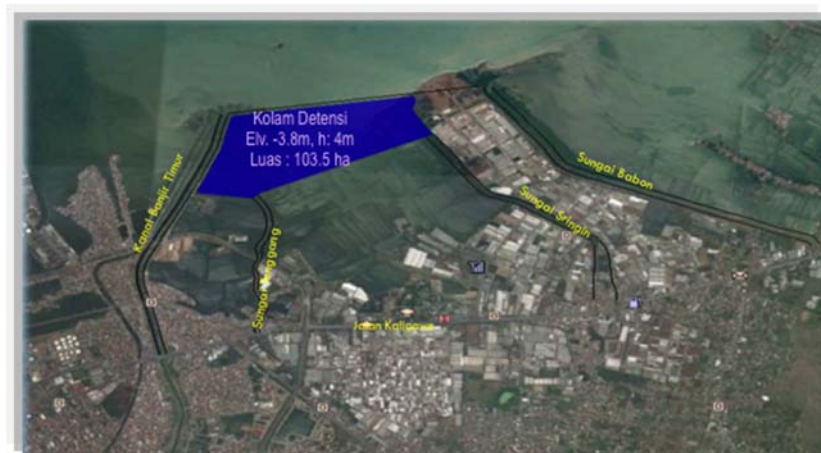 Kolam Detensi
Elv. -3.8m, h: 4m
Luas : 103.5 ha
Kanal Banjir Timur
Sungai Babon
Sungai Sringin
Sungai Tenggang
Jalan Kaligawe